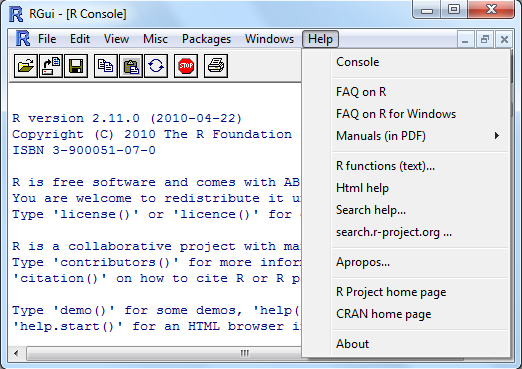 RGui - [R Console]
File Edit View Misc Packages Windows Help
STOP
R version 2.11.0 (2010-04-22)
Copyright (C) 2010 The R Foundation
ISBN 3-900051-07-0
R is free software and comes with AB
You are welcome to redistribute it u
Type 'license()' or 'licence()' for
R is a collaborative project with ma
Type 'contributors()' for more infor
'citation()' on how to cite R or R p
Type 'demo()' for some demos, 'help(
'help.start()' for an HTML browser i
Console
FAQ on R
FAQ on R for Windows
Manuals (in PDF)
R functions (text)...
Html help
Search help...
search.r-project.org ...
Apropos...
R Project home page
CRAN home page
About